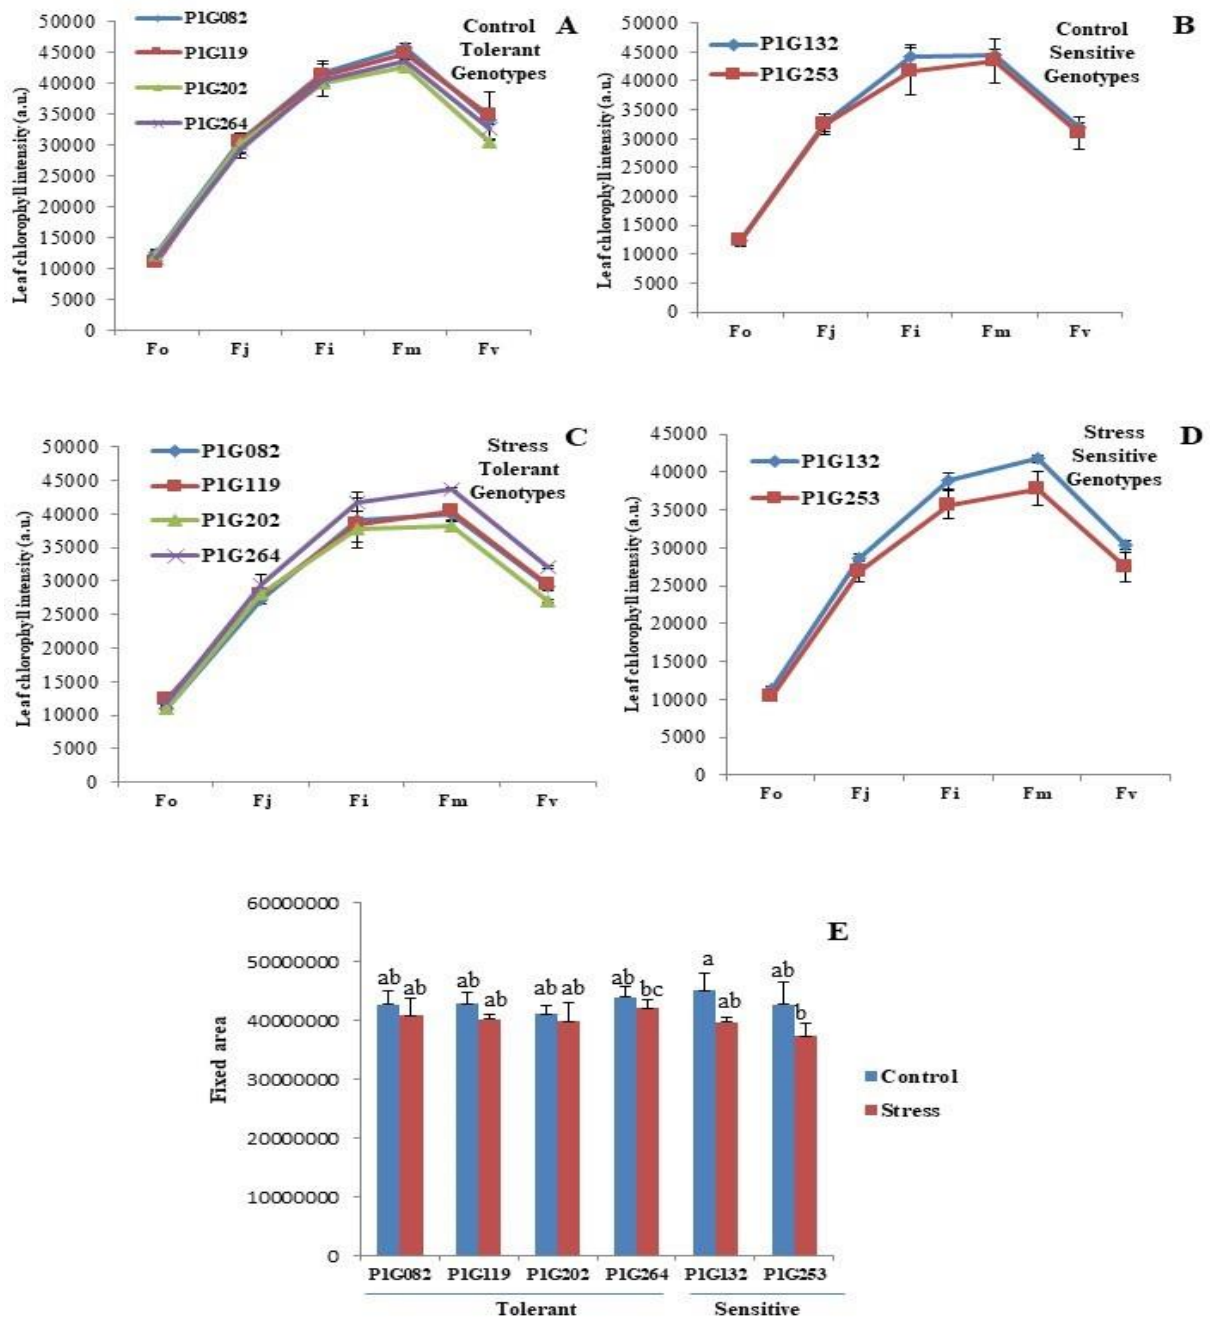 A
Control
Tolerant
Genotypes
P1G082
P1G119
P1G202
P1G264
Leaf chlorophyll intensity (a.u.)
50000
45000
40000
35000
30000
25000
20000
15000
10000
5000
0
Fo Fj Fi Fm Fv
B
Control
Sensitive
Genotypes
P1G132
P1G253
Leaf chlorophyll intensity (a.u.)
50000
45000
40000
35000
30000
25000
20000
15000
10000
5000
0
Fo Fj Fi Fm Fv
C
Stress
Tolerant
Genotypes
P1G082
P1G119
P1G202
P1G264
Leaf chlorophyll intensity (a.u.)
50000
45000
40000
35000
30000
25000
20000
15000
10000
5000
0
Fo Fj Fi Fm Fv
D
Stress
Sensitive
Genotypes
P1G132
P1G253
Leaf chlorophyll intensity (a.u.)
45000
40000
35000
30000
25000
20000
15000
10000
5000
0
Fo Fj Fi Fm Fv
E
Fixed area
60000000
50000000
40000000
30000000
20000000
10000000
0
ab ab ab ab ab ab ab bc a ab ab b
Control
Stress
P1G082 P1G119 P1G202 P1G264 P1G132 P1G253
Tolerant Sensitive